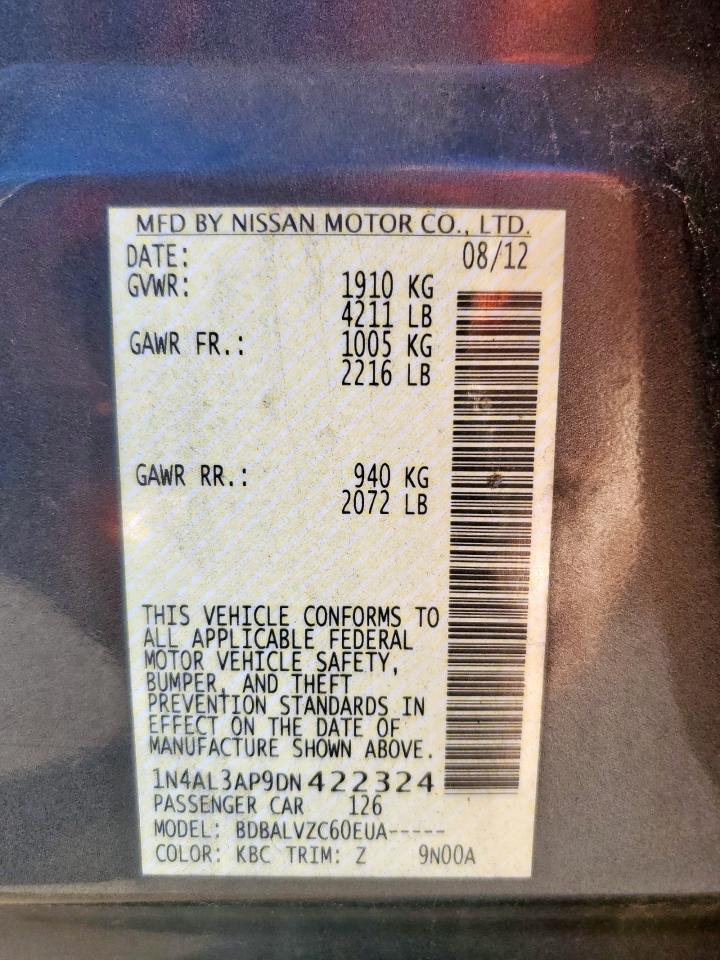 MFD BY NISSAN MOTOR CO., LTD.
DATE: 08/12
GVWR: 1910 KG
4211 LB
GAWR FR.: 1005 KG
2216 LB
GAWR RR.: 940 KG
2072 LB
THIS VEHICLE CONFORMS TO
ALL APPLICABLE FEDERAL
MOTOR VEHICLE SAFETY,
BUMPER, AND THEFT
PREVENTION STANDARDS IN
EFFECT ON THE DATE OF
MANUFACTURE SHOWN ABOVE.
1N4AL3AP9DN422324
PASSENGER CAR 126
MODEL: BDBALVZC60EUA-----
COLOR: KBC TRIM: Z 9N00A